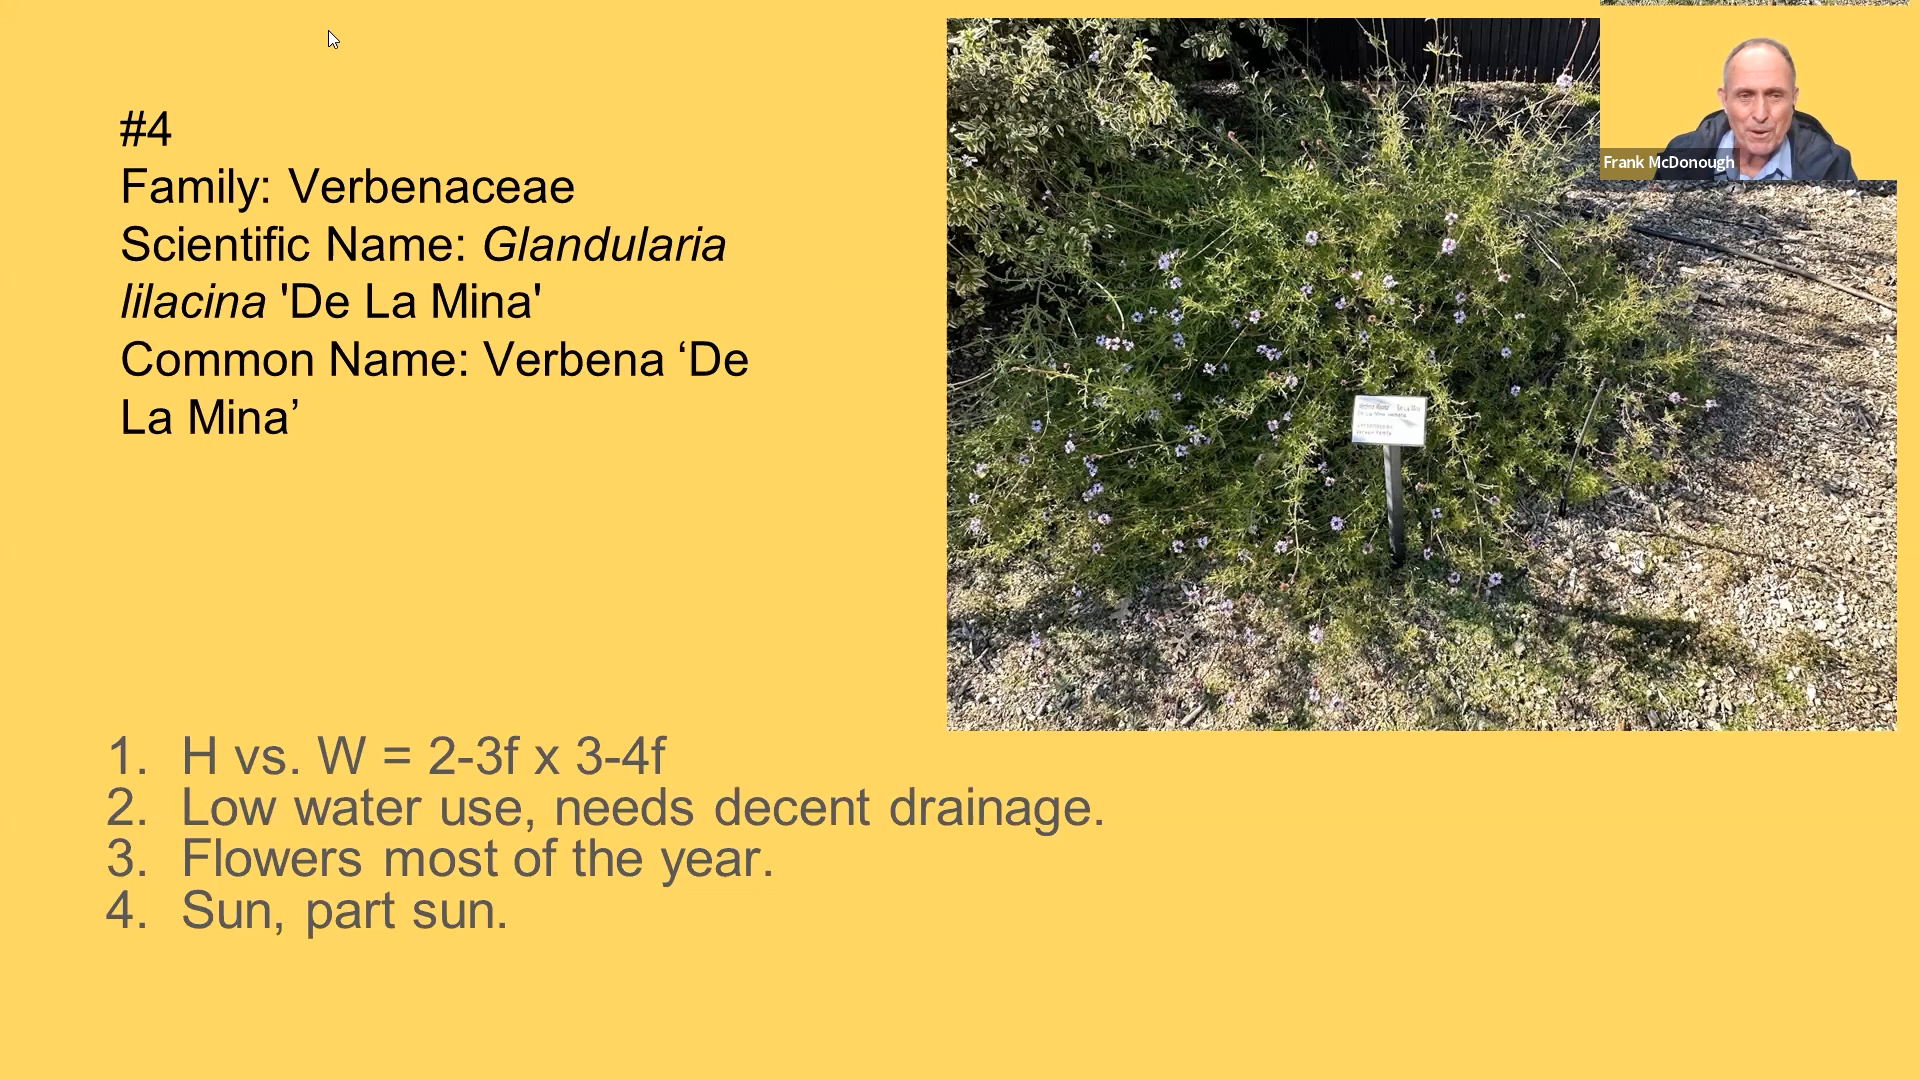 #4
Family: Verbenaceae
Scientific Name: Glandularia
lilacina 'De La Mina'
Common Name: Verbena ‘De
La Mina’
Frank McDonough
1. H vs. W = 2-3f x 3-4f
2. Low water use, needs decent drainage.
3. Flowers most of the year.
4. Sun, part sun.